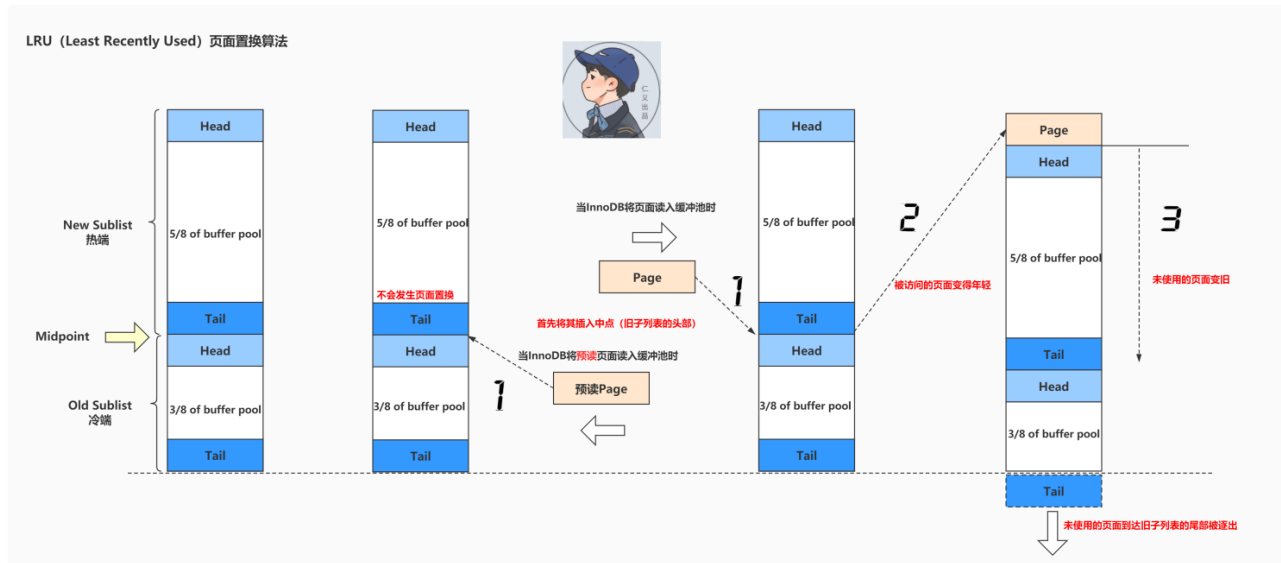 LRU（Least Recently Used）页面置换算法
仁义出品
Head
5/8 of buffer pool
Tail
Head
3/8 of buffer pool
Tail
New Sublist
热端
Midpoint
Old Sublist
冷端
Head
5/8 of buffer pool
不会发生页面置换
Tail
Head
3/8 of buffer pool
Tail
当InnoDB将页面读入缓冲池时
Page
1
首先将其插入中点（旧子列表的头部）
当InnoDB将预读页面读入缓冲池时
预读Page
1
Head
5/8 of buffer pool
Tail
Head
3/8 of buffer pool
Tail
2
被访问的页面变得年轻
Page
Head
5/8 of buffer pool
Tail
Head
3/8 of buffer pool
Tail
3
未使用的页面变旧
未使用的页面到达旧子列表的尾部被逐出